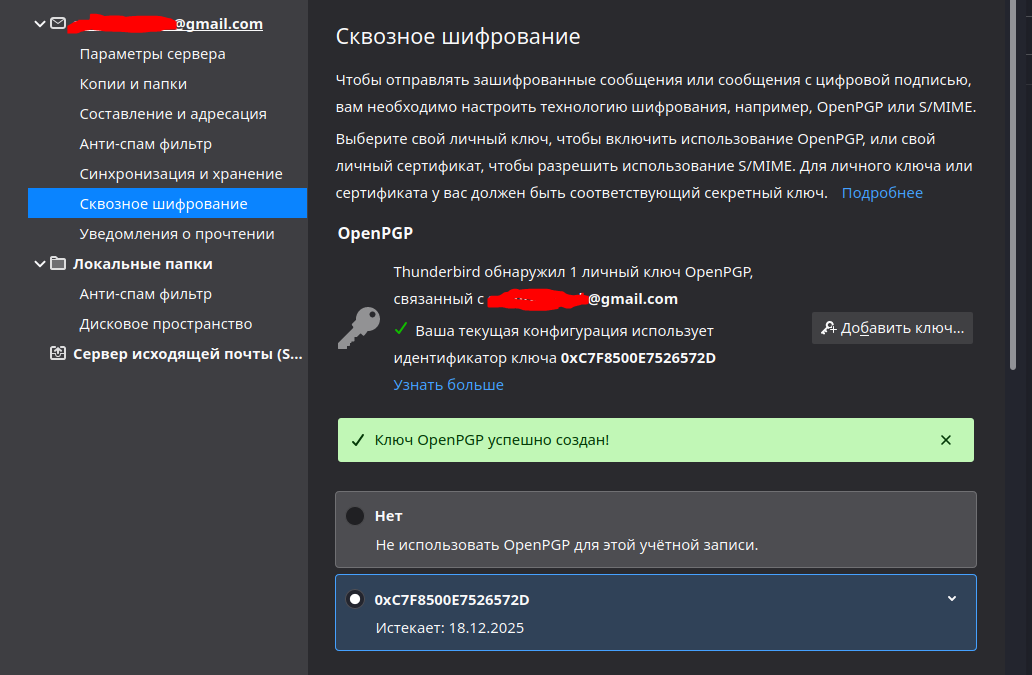 @gmail.com
Параметры сервера
Копии и папки
Составление и адресация
Анти-спам фильтр
Синхронизация и хранение
Сквозное шифрование
Уведомления о прочтении
Локальные папки
Анти-спам фильтр
Дисковое пространство
Сервер исходящей почты (S...
Сквозное шифрование
Чтобы отправлять зашифрованные сообщения или сообщения с цифровой подписью,
вам необходимо настроить технологию шифрования, например, OpenPGP или S/MIME.
Выберите свой личный ключ, чтобы включить использование OpenPGP, или свой
личный сертификат, чтобы разрешить использование S/MIME. Для личного ключа или
сертификата у вас должен быть соответствующий секретный ключ. Подробнее
OpenPGP
Thunderbird обнаружил 1 личный ключ OpenPGP,
связанный с @gmail.com
Ваша текущая конфигурация использует
идентификатор ключа 0xC7F8500E7526572D
Узнать больше
Добавить ключ...
Ключ OpenPGP успешно создан!
Нет
Не использовать OpenPGP для этой учётной записи.
0xC7F8500E7526572D
Истекает: 18.12.2025